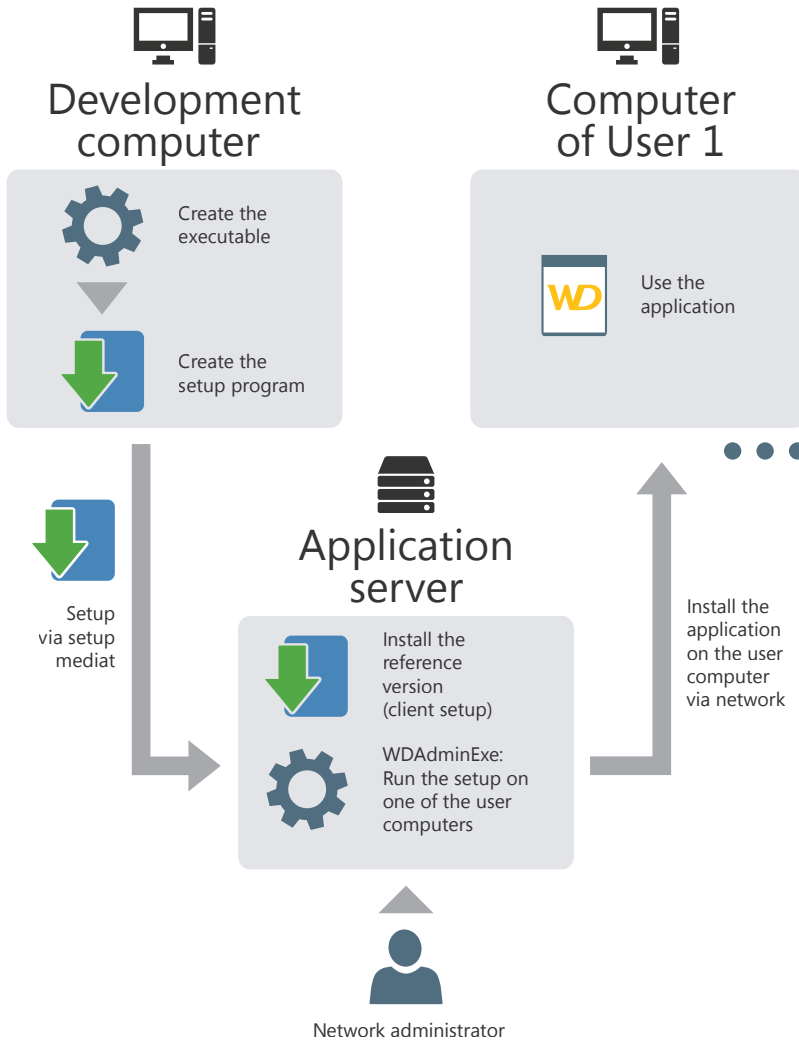 Development
computer
Create the
executable
Create the
setup program
Computer
of User 1
WD
Use the
application
Setup
via setup
mediat
Application
server
Install the
reference
version
(client setup)
WDAdminExe:
Run the setup on
one of the user
computers
Install the
application
on the user
computer
via network
Network administrator